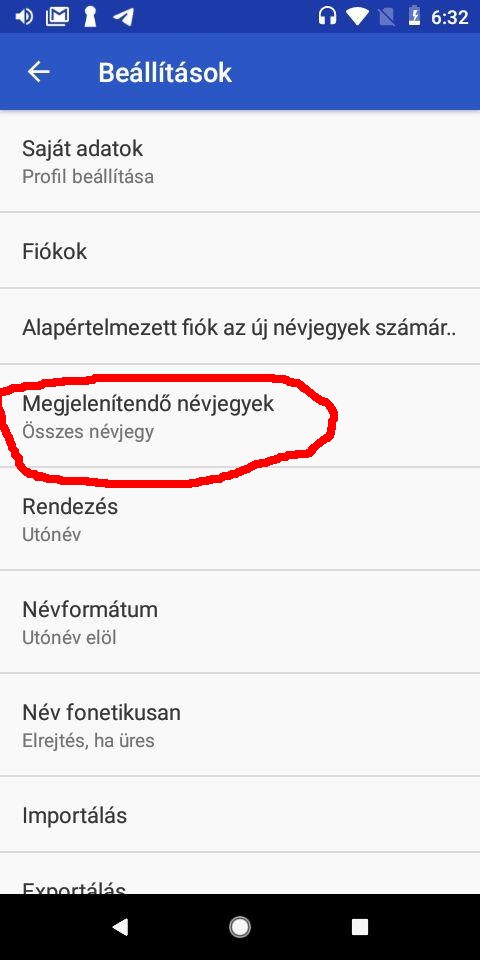 6:32
Beállítások
Saját adatok
Profil beállítása
Fiókok
Alapértelmezett fiók az új névjegyek számár..
Megjelenítendő névjegyek
Összes névjegy
Rendezés
Utónév
Névformátum
Utónév elöl
Név fonetikusan
Elrejtés, ha üres
Importálás
Exportálás